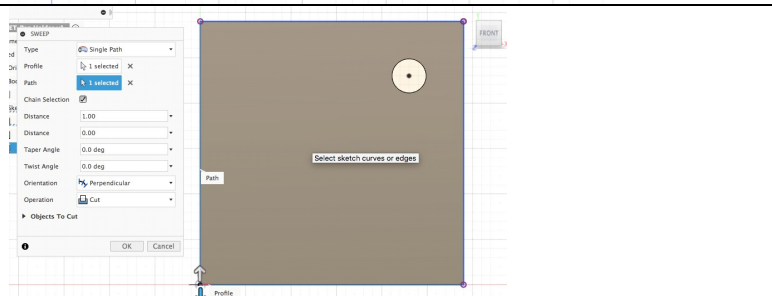 SWEEP
Type Single Path
Profile 1 selected
Path 1 selected
Chain Selection
Distance 1.00
Distance 0.00
Taper Angle 0.0 deg
Twist Angle 0.0 deg
Orientation Perpendicular
Operation Cut
Objects To Cut
OK Cancel
Select sketch curves or edges
Path
Profile
FRONT